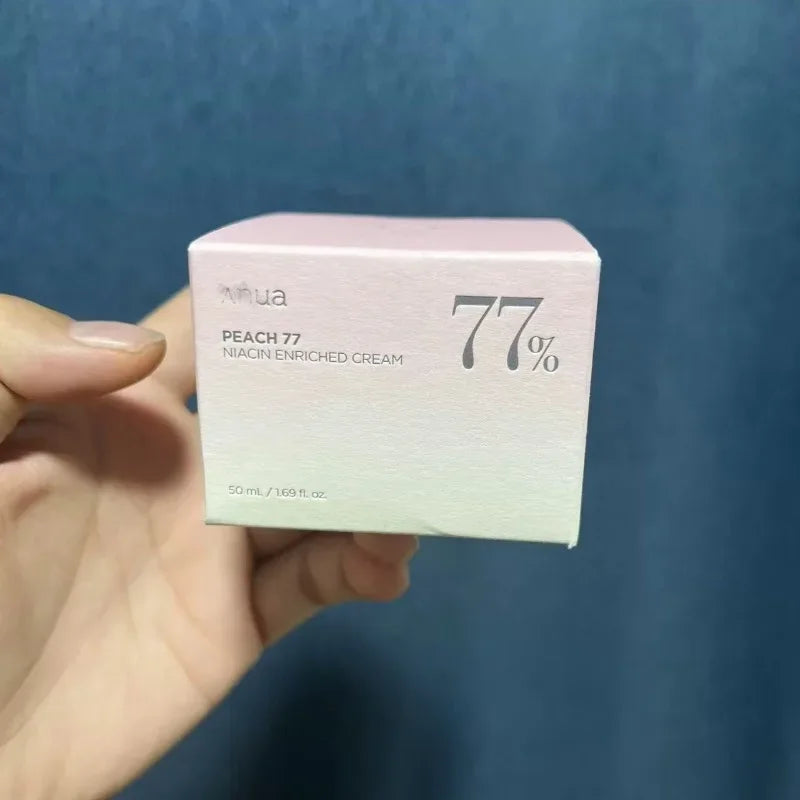 Anua
PEACH 77
NIACIN ENRICHED CREAM
77%
50 mL / 1.69 fl. oz.